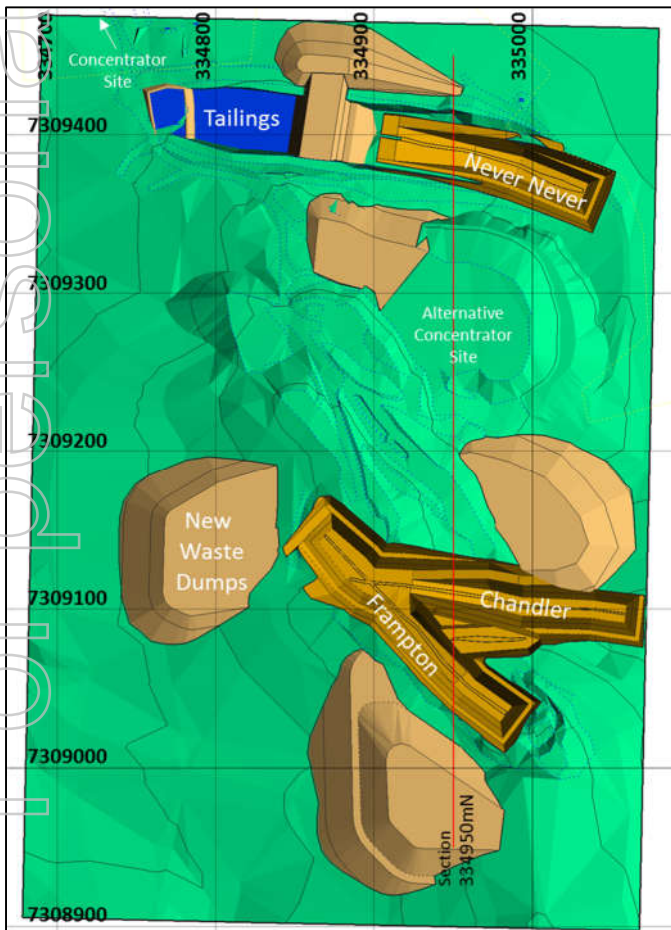 334700
334800
334900
335000
Concentrator
Site
Tailings
7309400
Never Never
7309300
Alternative
Concentrator
Site
7309200
New
Waste
Dumps
Chandler
7309100
Frampton
7309000
Section
334950mN
7308900